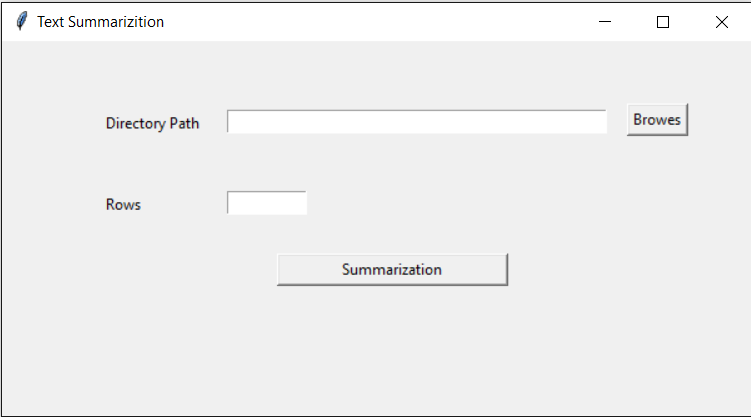 Text Summarizition
Directory Path
Browes
Rows
Summarization